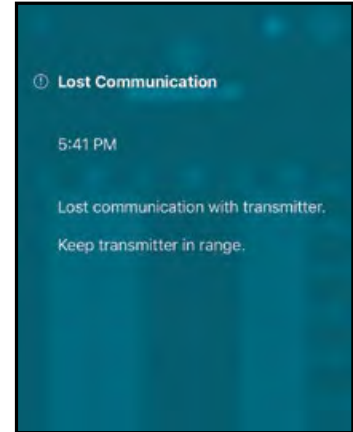 Lost Communication
5:41 PM
Lost communication with transmitter.
Keep transmitter in range.